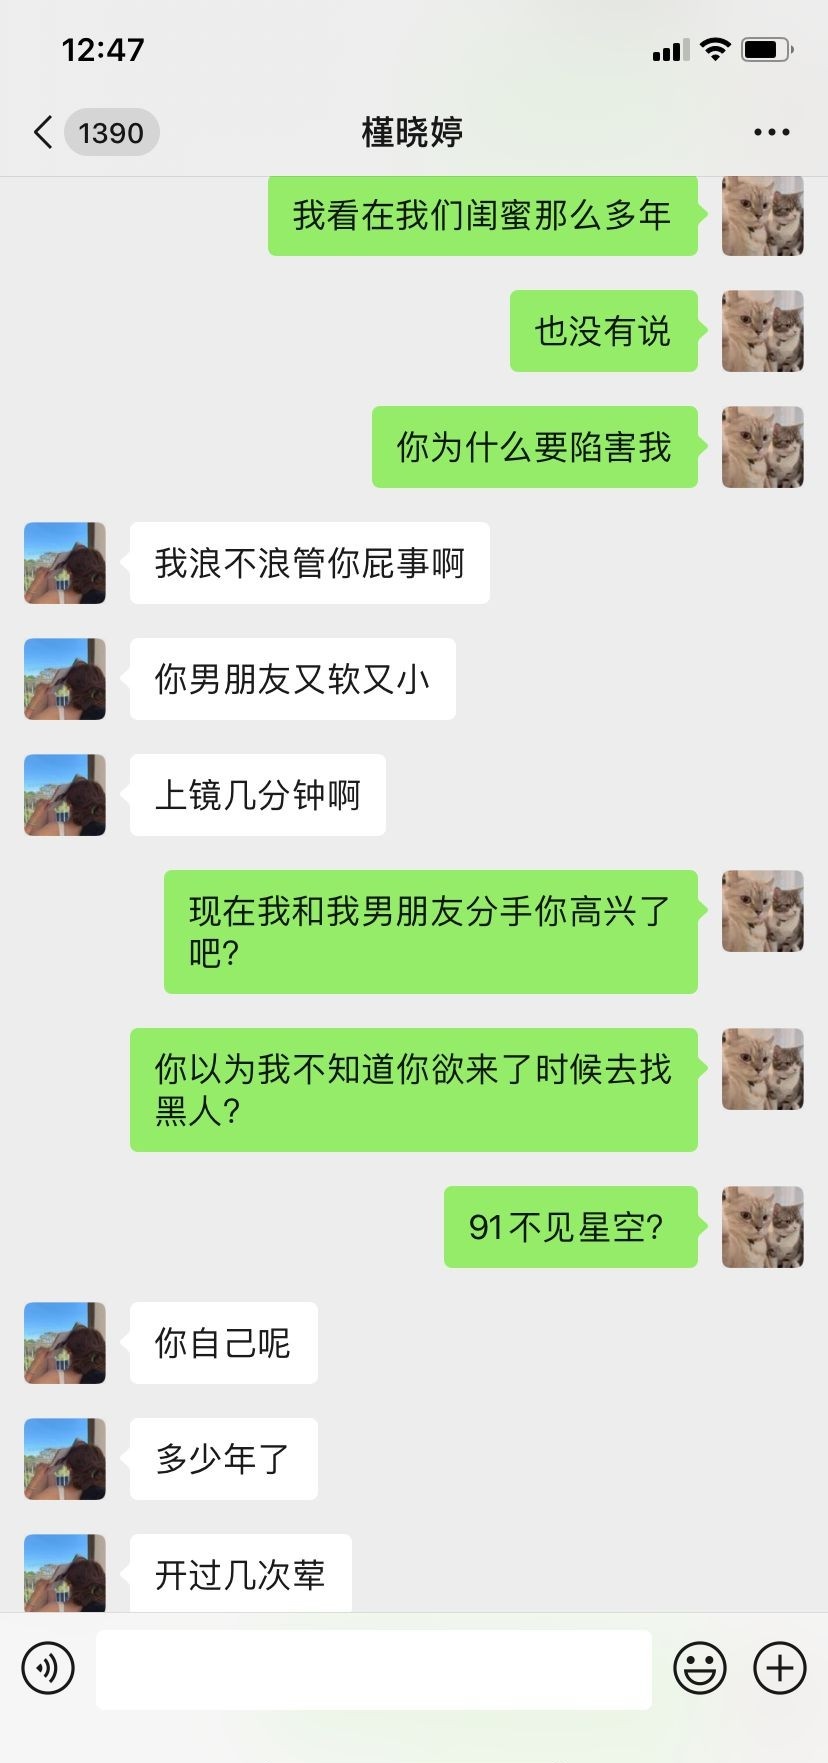 12:47
1390
槿晓婷
我看在我们闺蜜那么多年
也没有说
你为什么要陷害我
我浪不浪管你屁事啊
你男朋友又软又小
上镜几分钟啊
现在我和我男朋友分手你高兴了
吧?
你以为我不知道你欲来了时候去找
黑人?
91不见星空?
你自己呢
多少年了
开过几次荤